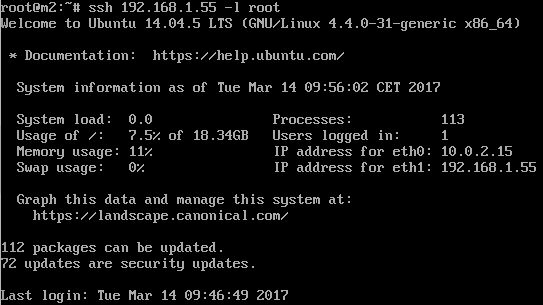 root@m2:~# ssh 192.168.1.55 -l root
Welcome to Ubuntu 14.04.5 LTS (GNU/Linux 4.4.0-31-generic x86_64)
* Documentation:  https://help.ubuntu.com/
System information as of Tue Mar 14 09:56:02 CET 2017
System load:  0.0               Processes:           113
Usage of /:   7.5% of 18.34GB   Users logged in:     1
Memory usage: 11%               IP address for eth0: 10.0.2.15
Swap usage:   0%                IP address for eth1: 192.168.1.55
Graph this data and manage this system at:
https://landscape.canonical.com/
112 packages can be updated.
72 updates are security updates.
Last login: Tue Mar 14 09:46:49 2017